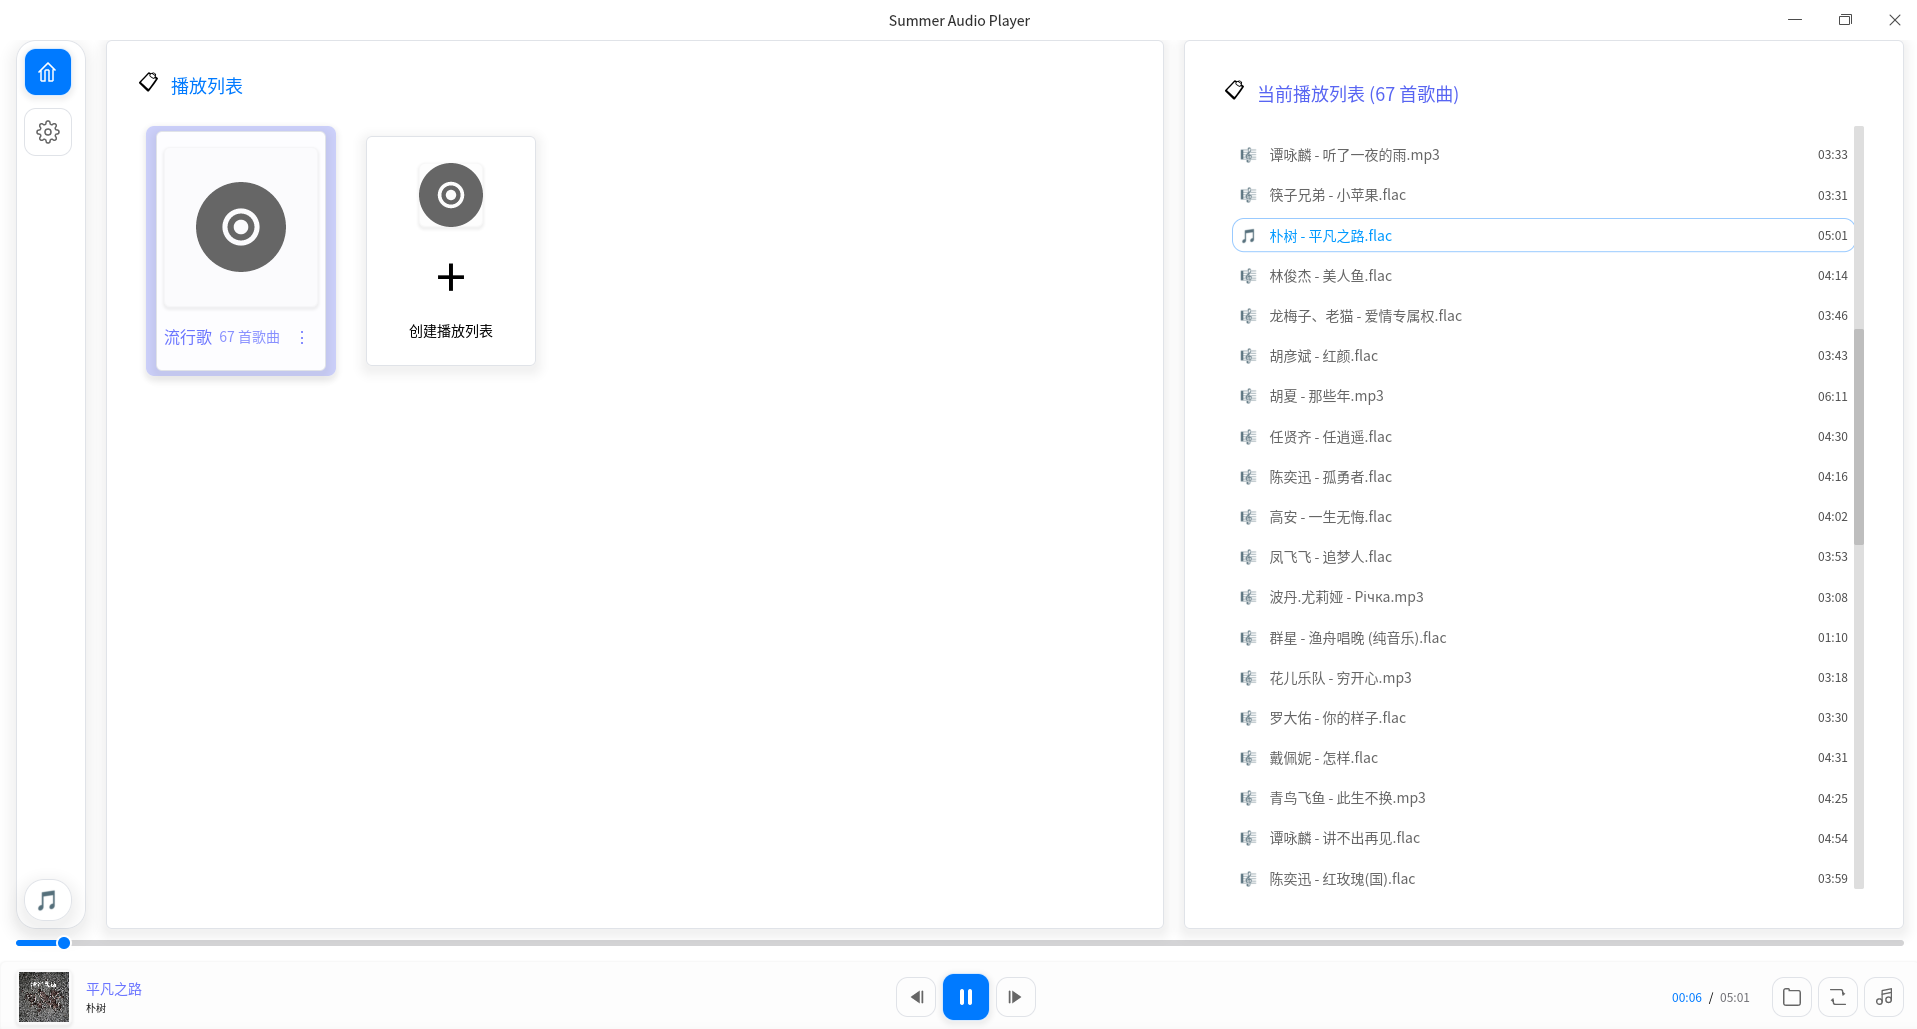 Summer Audio Player
播放列表
流行歌 67 首歌曲
创建播放列表
当前播放列表 (67 首歌曲)
谭咏麟 - 听了一夜的雨.mp3 03:33
筷子兄弟 - 小苹果.flac 03:31
朴树 - 平凡之路.flac 05:01
林俊杰 - 美人鱼.flac 04:14
龙梅子、老猫 - 爱情专属权.flac 03:46
胡彦斌 - 红颜.flac 03:43
胡夏 - 那些年.mp3 06:11
任贤齐 - 任逍遥.flac 04:30
陈奕迅 - 孤勇者.flac 04:16
高安 - 一生无悔.flac 04:02
凤飞飞 - 追梦人.flac 03:53
波丹.尤莉娅 - Річка.mp3 03:08
群星 - 渔舟唱晚 (纯音乐).flac 01:10
花儿乐队 - 穷开心.mp3 03:18
罗大佑 - 你的样子.flac 03:30
戴佩妮 - 怎样.flac 04:31
青鸟飞鱼 - 此生不换.mp3 04:25
谭咏麟 - 讲不出再见.flac 04:54
陈奕迅 - 红玫瑰(国).flac 03:59
平凡之路
朴树
00:06 / 05:01